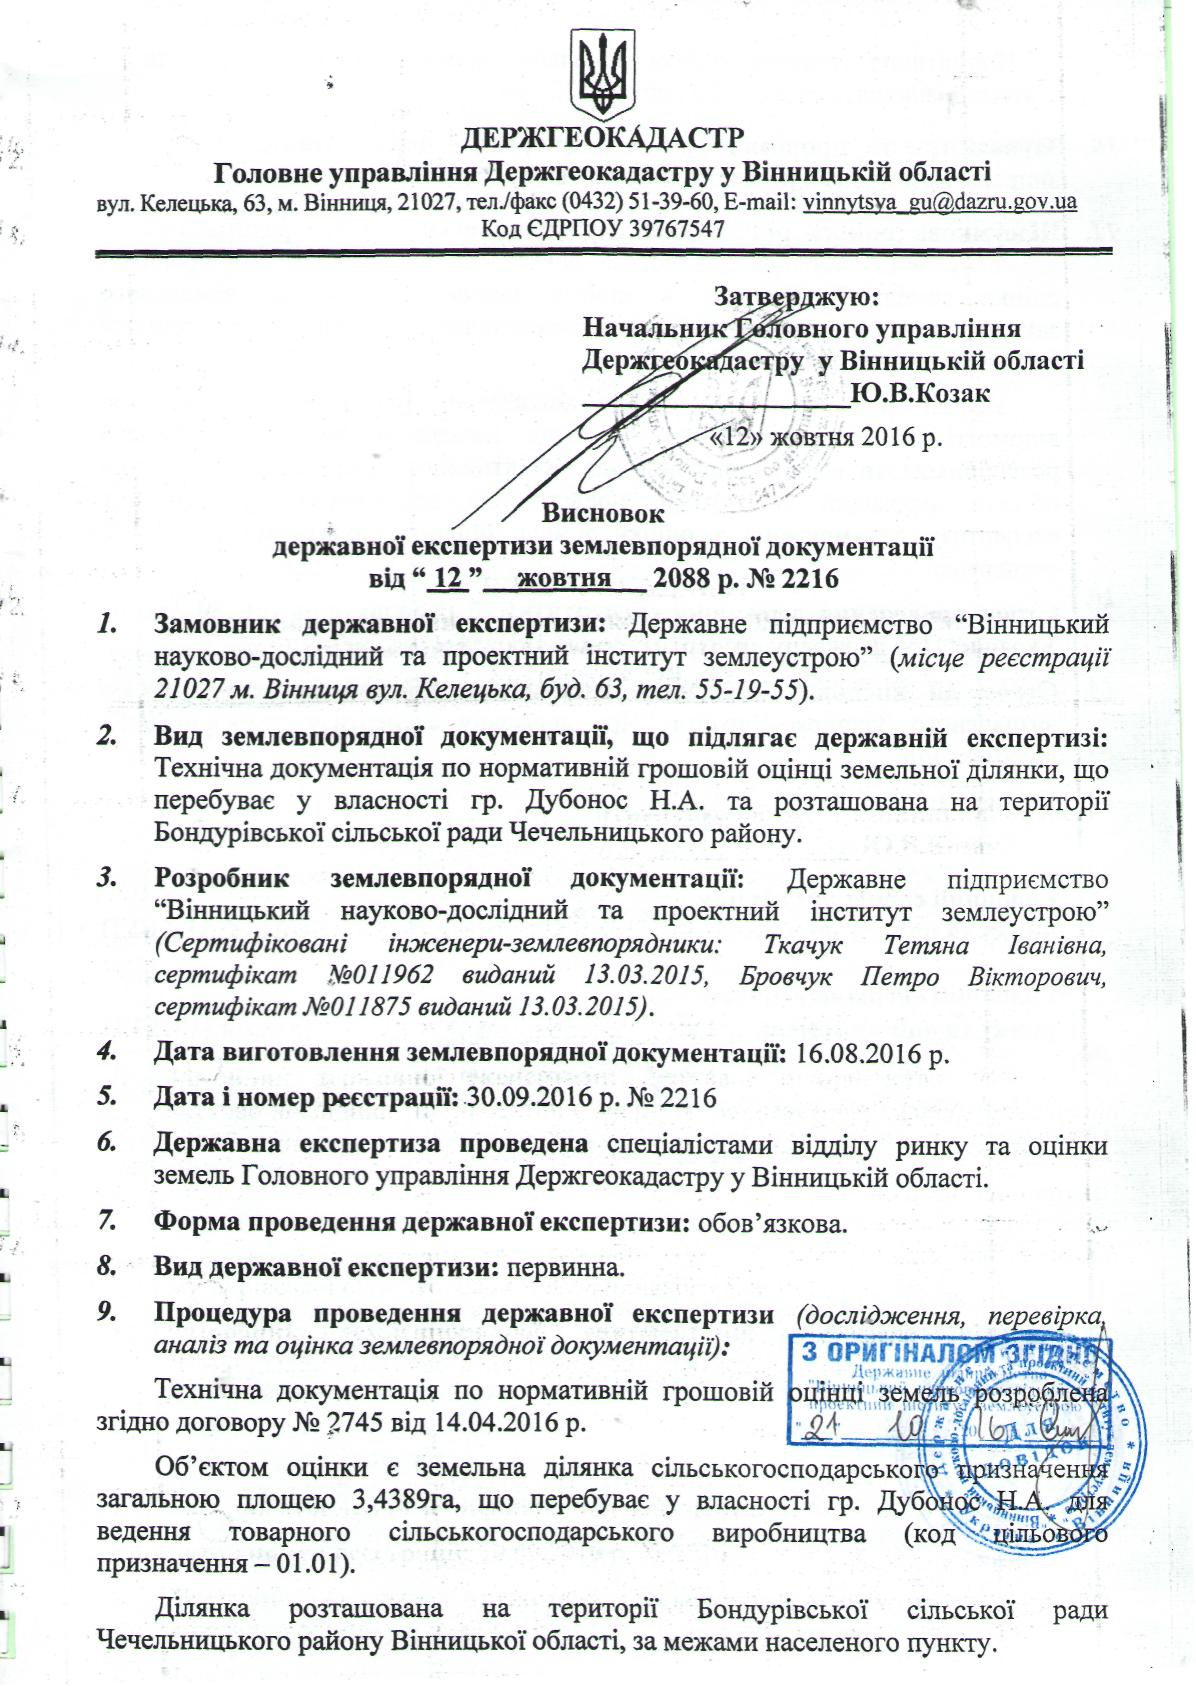 ДЕРЖГЕОКАДАСТР
Головне управління Держгеокадастру у Вінницькій області
вул. Келецька, 63, м. Вінниця, 21027, тел./факс (0432) 51-39-60, E-mail: vinnytsya_gu@dazru.gov.ua
Код ЄДРПОУ 39767547
Затверджую:
Начальник Головного управління
Держгеокадастру у Вінницькій області
Ю.В.Козак
«12» жовтня 2016 р.
Висновок
державної експертизи землевпорядної документації
від “ 12 ” жовтня 2088 р. № 2216
1. Замовник державної експертизи: Державне підприємство “Вінницький
науково-дослідний та проектний інститут землеустрою” (місце реєстрації
21027 м. Вінниця вул. Келецька, буд. 63, тел. 55-19-55).
2. Вид землевпорядної документації, що підлягає державній експертизі:
Технічна документація по нормативній грошовій оцінці земельної ділянки, що
перебуває у власності гр. Дубонос Н.А. та розташована на території
Бондурівської сільської ради Чечельницького району.
3. Розробник землевпорядної документації: Державне підприємство
“Вінницький науково-дослідний та проектний інститут землеустрою”
(Сертифіковані інженери-землевпорядники: Ткачук Тетяна Іванівна,
сертифікат №011962 виданий 13.03.2015, Бровчук Петро Вікторович,
сертифікат №011875 виданий 13.03.2015).
4. Дата виготовлення землевпорядної документації: 16.08.2016 р.
5. Дата і номер реєстрації: 30.09.2016 р. № 2216
6. Державна експертиза проведена спеціалістами відділу ринку та оцінки
земель Головного управління Держгеокадастру у Вінницькій області.
7. Форма проведення державної експертизи: обов’язкова.
8. Вид державної експертизи: первинна.
9. Процедура проведення державної експертизи (дослідження, перевірка,
аналіз та оцінка землевпорядної документації):
З ОРИГІНАЛОМ ЗГІДНО
Державне
проектний інститут землеустрою
21 10 2016
Для
довідок
Технічна документація по нормативній грошовій оцінці земель розроблена
згідно договору № 2745 від 14.04.2016 р.
Об’єктом оцінки є земельна ділянка сільськогосподарського призначення
загальною площею 3,4389га, що перебуває у власності гр. Дубонос Н.А. для
ведення товарного сільськогосподарського виробництва (код цільового
призначення – 01.01).
Ділянка розташована на території Бондурівської сільської ради
Чечельницького району Вінницької області, за межами населеного пункту.